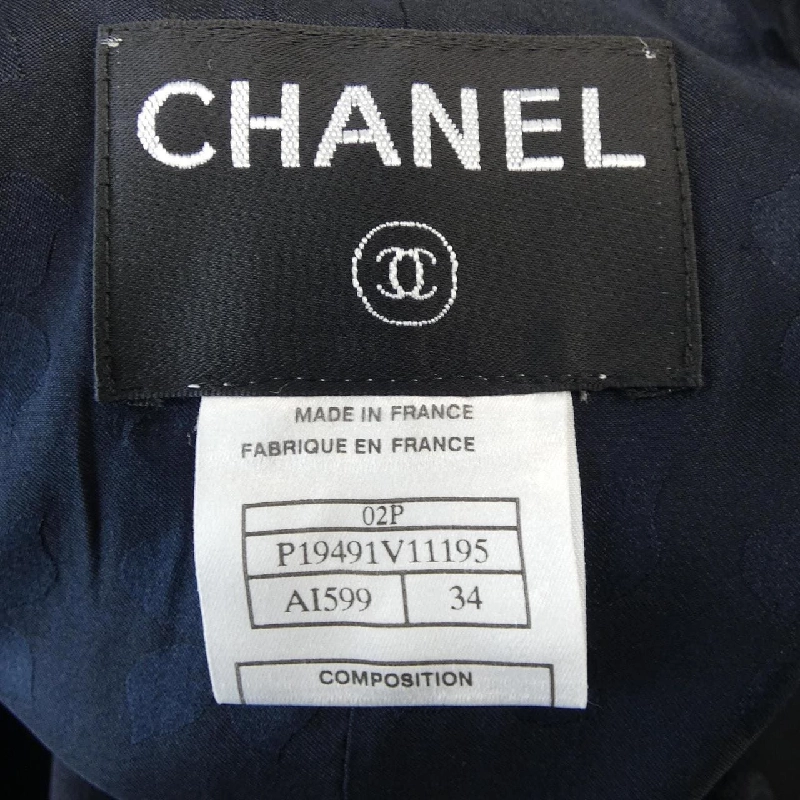 CHANEL
MADE IN FRANCE
FABRIQUE EN FRANCE
02P
P19491V11195
AI599 34
COMPOSITION